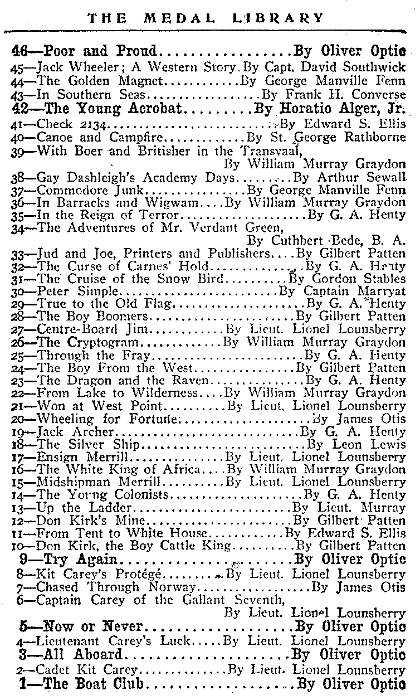 THE MEDAL LIBRARY
46—Poor and Proud..................By Oliver Optic
45—Jack Wheeler; A Western Story. By Capt. David Southwick
44—The Golden Magnet...........By George Manville Fenn
43—In Southern Seas................By Frank H. Converse
42—The Young Acrobat.........By Horatio Alger, Jr.
41—Check 2134......................By Edward S. Ellis
40—Canoe and Campfire...........By St. George Rathborne
39—With Boer and Britisher in the Transvaal,
By William Murray Graydon
38—Gay Dashleigh's Academy Days........By Arthur Sewall
37—Commodore Junk..............By George Manville Fenn
36—In Barracks and Wigwam....By William Murray Graydon
35—In the Reign of Terror.................By G. A. Henty
34—The Adventures of Mr. Verdant Green,
By Cuthbert Bede, B. A.
33—Jud and Joe, Printers and Publishers....By Gilbert Patten
32—The Curse of Carnes' Hold............By G. A. Henty
31—The Cruise of the Snow Bird.........By Gordon Stables
30—Peter Simple.....................By Captain Marryat
29—True to the Old Flag..................By G. A. Henty
28—The Boy Boomers...................By Gilbert Patten
27—Centre-Board Jim...........By Lieut. Lionel Lounsberry
26—The Cryptogram............By William Murray Graydon
25—Through the Fray.....................By G. A. Henty
24—The Boy From the West.............By Gilbert Patten
23—The Dragon and the Raven............By G. A. Henty
22—From Lake to Wilderness....By William Murray Graydon
21—Won at West Point.........By Lieut. Lionel Lounsberry
20—Wheeling for Fortune..................By James Otis
19—Jack Archer..........................By G. A. Henty
18—The Silver Ship.......................By Leon Lewis
17—Ensign Merrill..............By Lieut. Lionel Lounsberry
16—The White King of Africa....By William Murray Graydon
15—Midshipman Merrill..........By Lieut. Lionel Lounsberry
14—The Young Colonists..................By G. A. Henty
13—Up the Ladder.......................By Lieut. Murray
12—Don Kirk's Mine...................By Gilbert Patten
11—From Tent to White House..........By Edward S. Ellis
10—Don Kirk, the Boy Cattle King........By Gilbert Patten
9—Try Again.......................By Oliver Optic
8—Kit Carey's Protégé..........By Lieut. Lionel Lounsberry
7—Chased Through Norway................By James Otis
6—Captain Carey of the Gallant Seventh,
By Lieut. Lionel Lounsberry
5—Now or Never....................By Oliver Optic
4—Lieutenant Carey's Luck.....By Lieut. Lionel Lounsberry
3—All Aboard......................By Oliver Optic
2—Cadet Kit Carey.............By Lieut. Lionel Lounsberry
1—The Boat Club...................By Oliver Optic